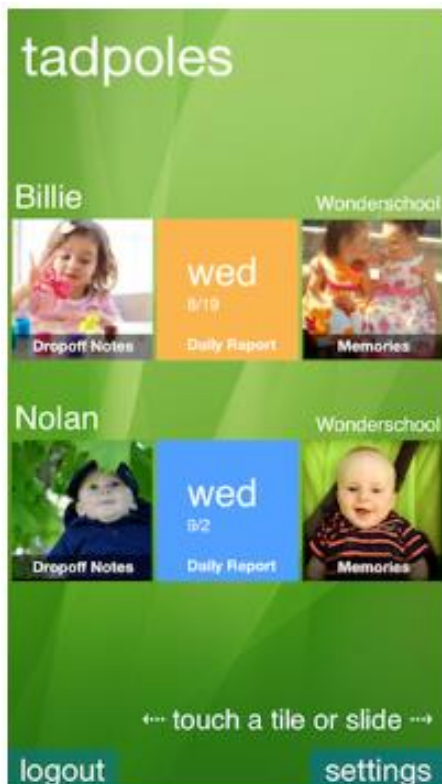 tadpoles
Billie
Wonderschool
wed
8/19
Dropoff Notes
Daily Report
Memories
Nolan
Wonderschool
wed
9/2
Dropoff Notes
Daily Report
Memories
<--- touch a tile or slide --->
logout
settings